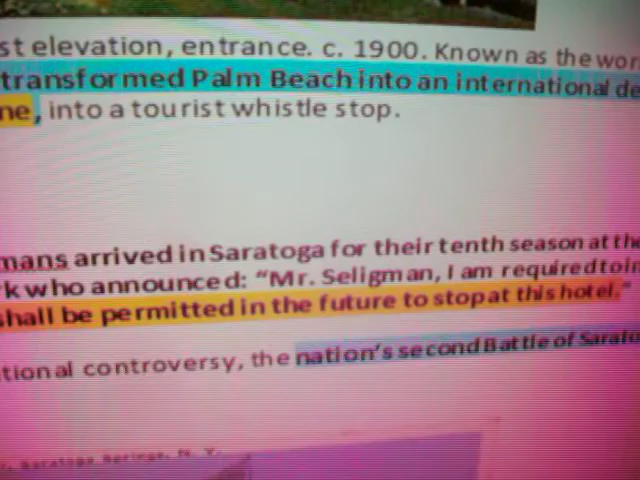 st elevation, entrance. c. 1900. Known as the wor
transformed Palm Beach into an international de
ne, into a tourist whistle stop.
mans arrived in Saratoga for their tenth season at the
k who announced: “Mr. Seligman, I am required to in
shall be permitted in the future to stop at this hotel.”
tional controversy, the nation’s second Battle of Sarato
Saratoga Springs, N. Y.